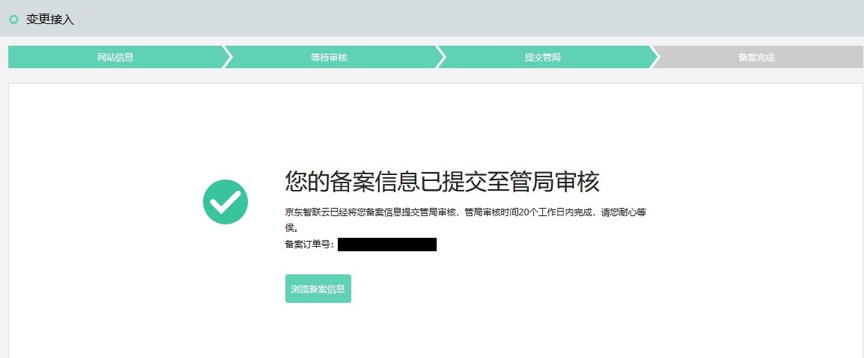 变更接入
网站信息
等待审核
提交管局
备案完成
您的备案信息已提交至管局审核
京东智联云已经将您备案信息提交管局审核，管局审核时间20个工作日内完成，请您耐心等
侯。
备案订单号：
浏览备案信息